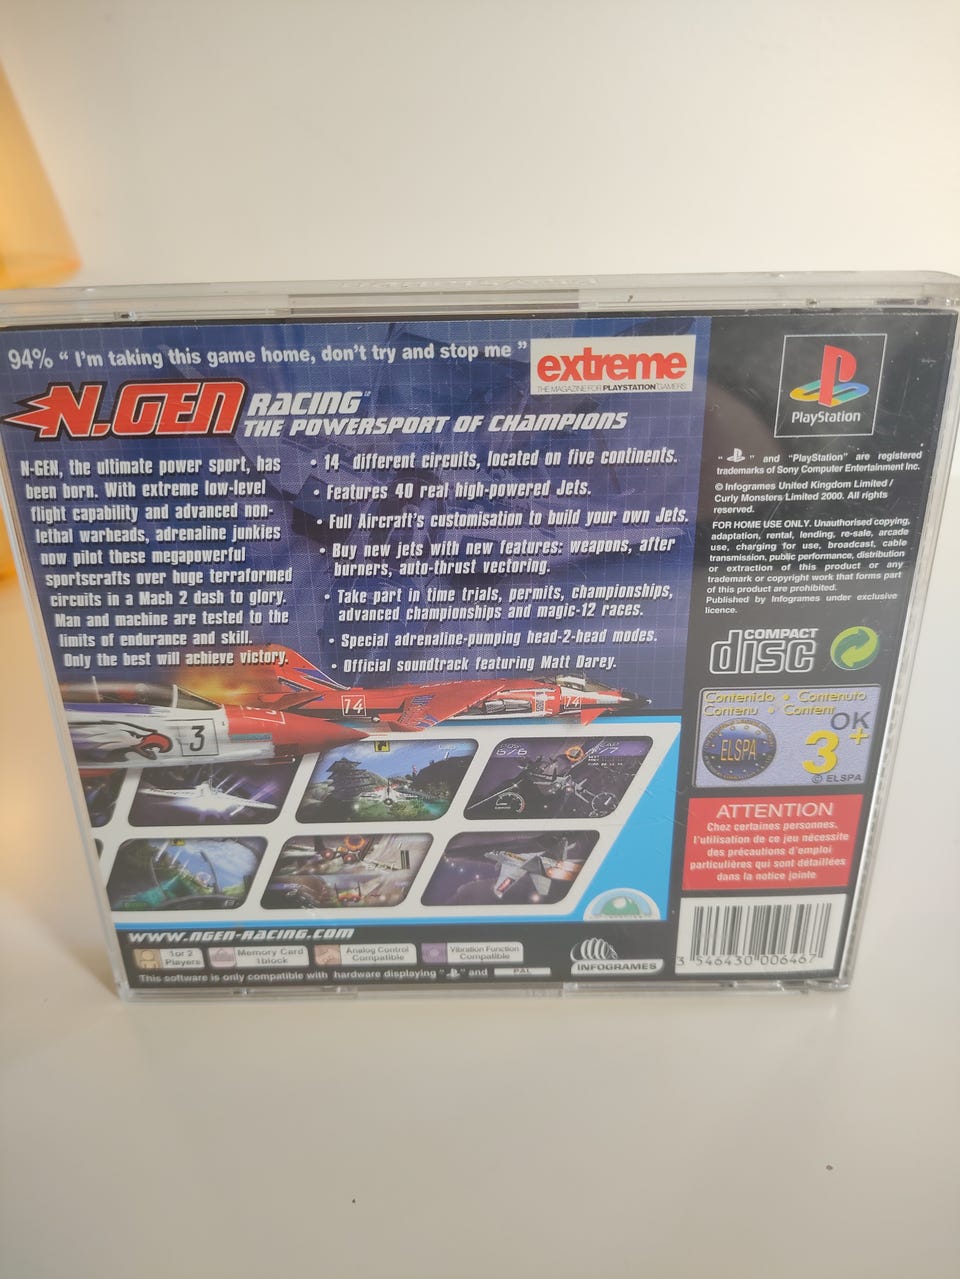 94% “ I'm taking this game home, don't try and stop me ”
extreme
THE MAGAZINE FOR PLAYSTATION GAMERS
N.GEN RACING
THE POWERSPORT OF CHAMPIONS
N-GEN, the ultimate power sport, has
been born. With extreme low-level
flight capability and advanced non-
lethal warheads, adrenaline junkies
now pilot these megapowerful
sportscrafts over huge terraformed
circuits in a Mach 2 dash to glory.
Man and machine are tested to the
limits of endurance and skill.
Only the best will achieve victory.
• 14 different circuits, located on five continents.
• Features 40 real high-powered Jets.
• Full Aircraft's customisation to build your own Jets.
• Buy new jets with new features: weapons, after
burners, auto-thrust vectoring.
• Take part in time trials, permits, championships,
advanced championships and magic-12 races.
• Special adrenaline-pumping head-2-head modes.
• Official soundtrack featuring Matt Darey.
14
14
3
www.ngen-racing.com
1 or 2
Players
Memory Card
1block
Analog Control
Compatible
Vibration Function
Compatible
This software is only compatible with hardware displaying " " and PAL
INFOGRAMES
PlayStation
" " and "PlayStation" are registered
trademarks of Sony Computer Entertainment Inc.
© Infogrames United Kingdom Limited /
Curly Monsters Limited 2000. All rights
reserved.
FOR HOME USE ONLY. Unauthorised copying,
adaptation, rental, lending, re-sale, arcade
use, charging for use, broadcast, cable
transmission, public performance, distribution
or extraction of this product or any
trademark or copyright work that forms part
of this product are prohibited.
Published by Infogrames under exclusive
licence.
COMPACT
disc
Contenido • Contenuto
Contenu • Content
ELSPA
OK
3+
© ELSPA
ATTENTION
Chez certaines personnes,
l'utilisation de ce jeu nécessite
des précautions d'emploi
particulières qui sont détaillées
dans la notice jointe
3 546430 006467